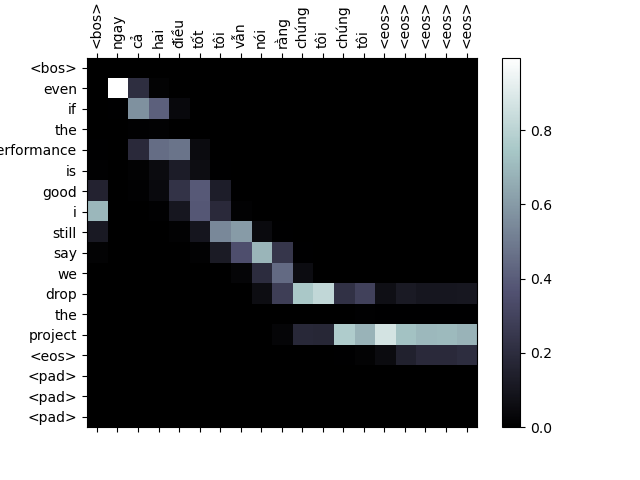 <bos> ngay cả hai điều tốt tôi vẫn nói rằng chúng tôi chúng tôi <eos> <eos> <eos> <eos> <eos>
<bos>
even
if
the
erformance
is
good
i
still
say
we
drop
the
project
<eos>
<pad>
<pad>
<pad>
0.8
0.6
0.4
0.2
0.0